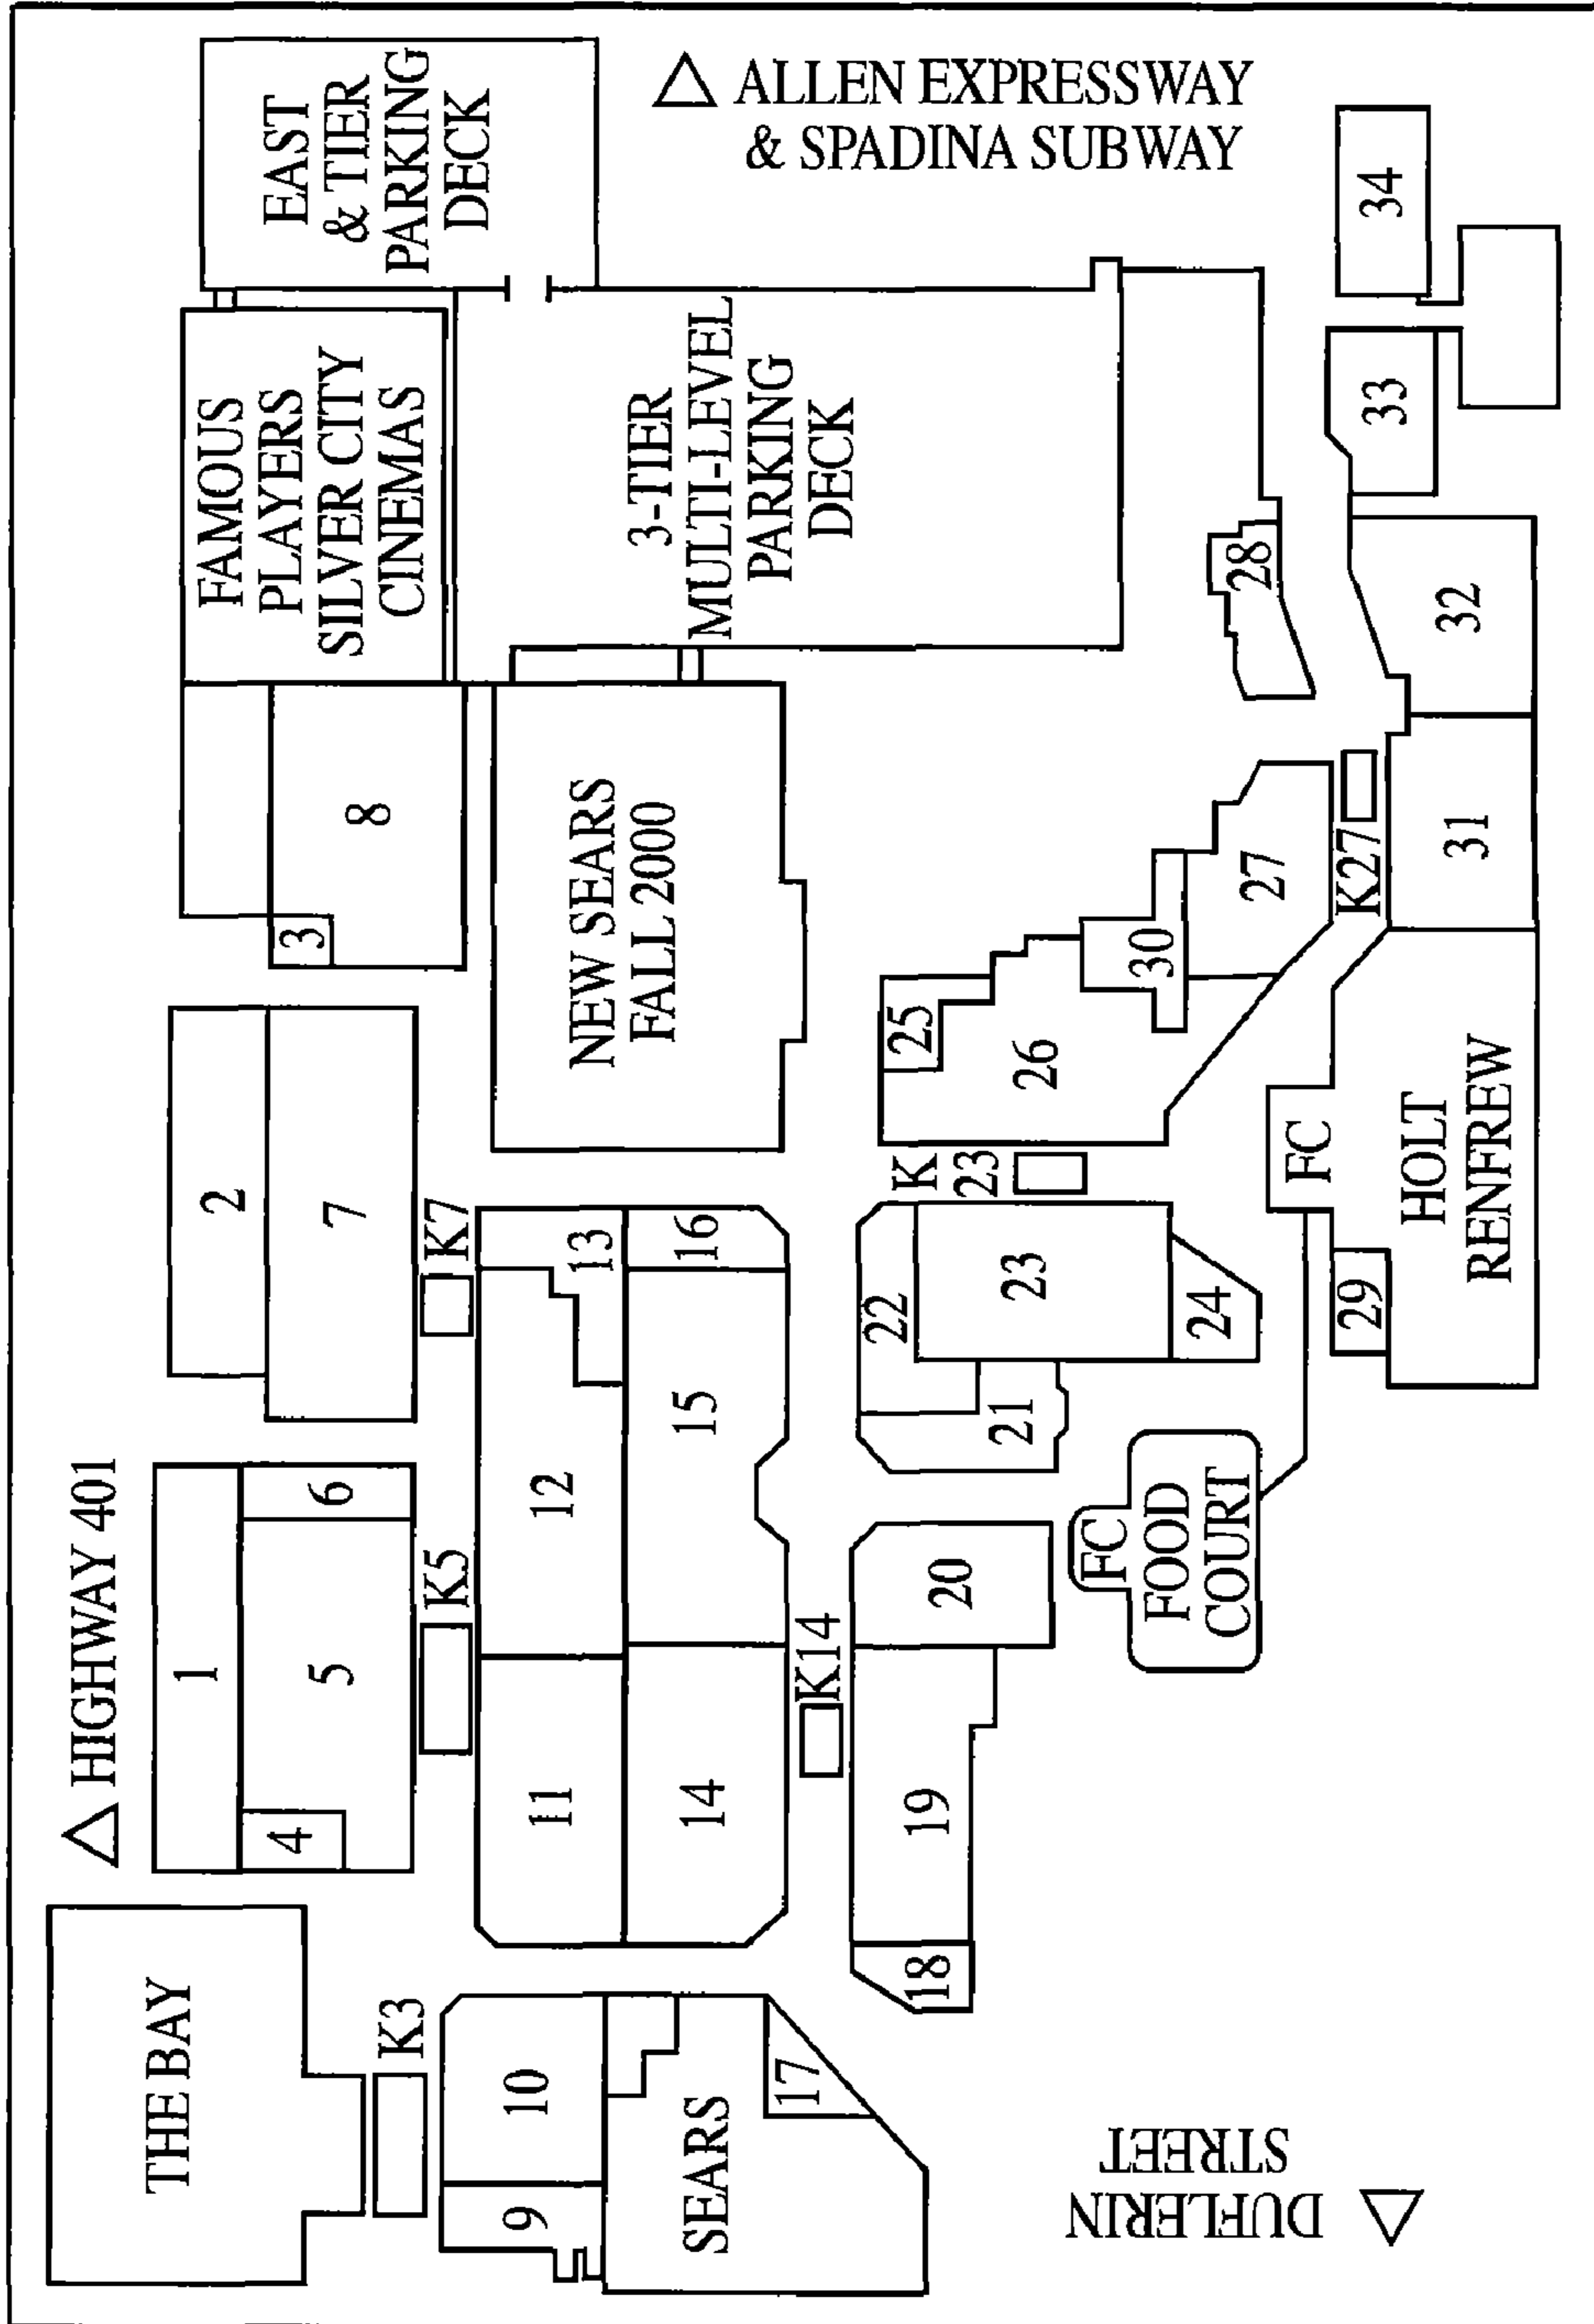 △ HIGHWAY 401
THE BAY
K3
9
10
SEARS
17
1
4
5
6
K5
2
7
K7
3
8
FAMOUS
PLAYERS
SILVER CITY
CINEMAS
EAST
& TIER
PARKING
DECK
11
12
13
14
15
16
NEW SEARS
FALL 2000
3-TIER
MULTI-LEVEL
PARKING
DECK
△ ALLEN EXPRESSWAY
& SPADINA SUBWAY
K14
18
19
20
21
22
23
24
K
23
25
26
30
27
28
FC
FOOD
COURT
FC
29
HOLT
RENFREW
K27
31
32
33
34
DUFLERIN
STREET